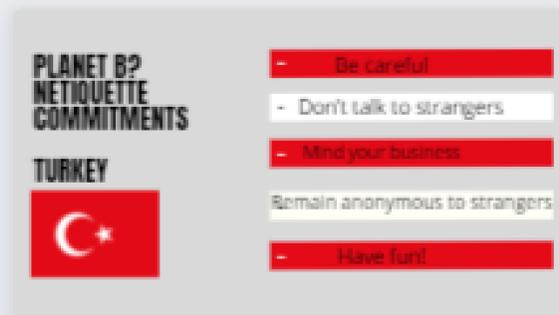 PLANET B?
NETIQUETTE
COMMITMENTS
TURKEY
- Be careful
- Don't talk to strangers
- Mind your business
Remain anonymous to strangers
- Have fun!